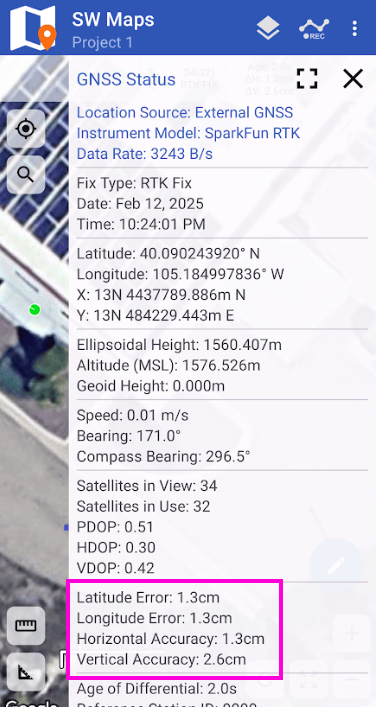 SW Maps
Project 1
REC
GNSS Status
Location Source: External GNSS
Instrument Model: SparkFun RTK
Data Rate: 3243 B/s
Fix Type: RTK Fix
Date: Feb 12, 2025
Time: 10:24:01 PM
Latitude: 40.090243920° N
Longitude: 105.184997836° W
X: 13N 4437789.886m N
Y: 13N 484229.443m E
Ellipsoidal Height: 1560.407m
Altitude (MSL): 1576.526m
Geoid Height: 0.000m
Speed: 0.01 m/s
Bearing: 171.0°
Compass Bearing: 296.5°
Satellites in View: 34
Satellites in Use: 32
PDOP: 0.51
HDOP: 0.30
VDOP: 0.42
Latitude Error: 1.3cm
Longitude Error: 1.3cm
Horizontal Accuracy: 1.3cm
Vertical Accuracy: 2.6cm
Age of Differential: 2.0s
Reference Station ID: 0000
Google